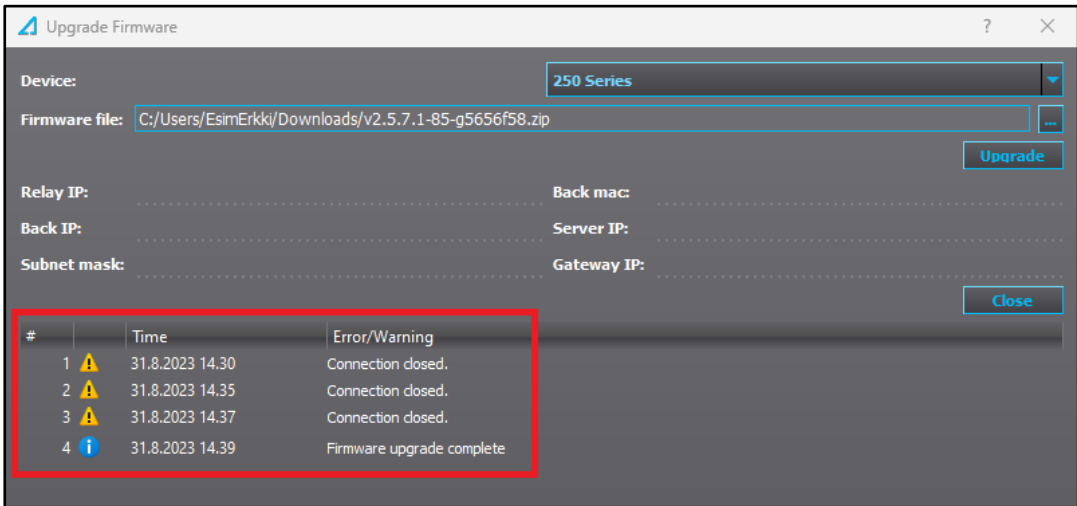 Upgrade Firmware ?
Device: 250 Series
Firmware file: C:/Users/EsimErkki/Downloads/v2.5.7.1-85-g5656f58.zip ...
Upgrade
Relay IP: Back mac:
Back IP: Server IP:
Subnet mask: Gateway IP:
Close
# Time Error/Warning
1 31.8.2023 14.30 Connection closed.
2 31.8.2023 14.35 Connection closed.
3 31.8.2023 14.37 Connection closed.
4 31.8.2023 14.39 Firmware upgrade complete